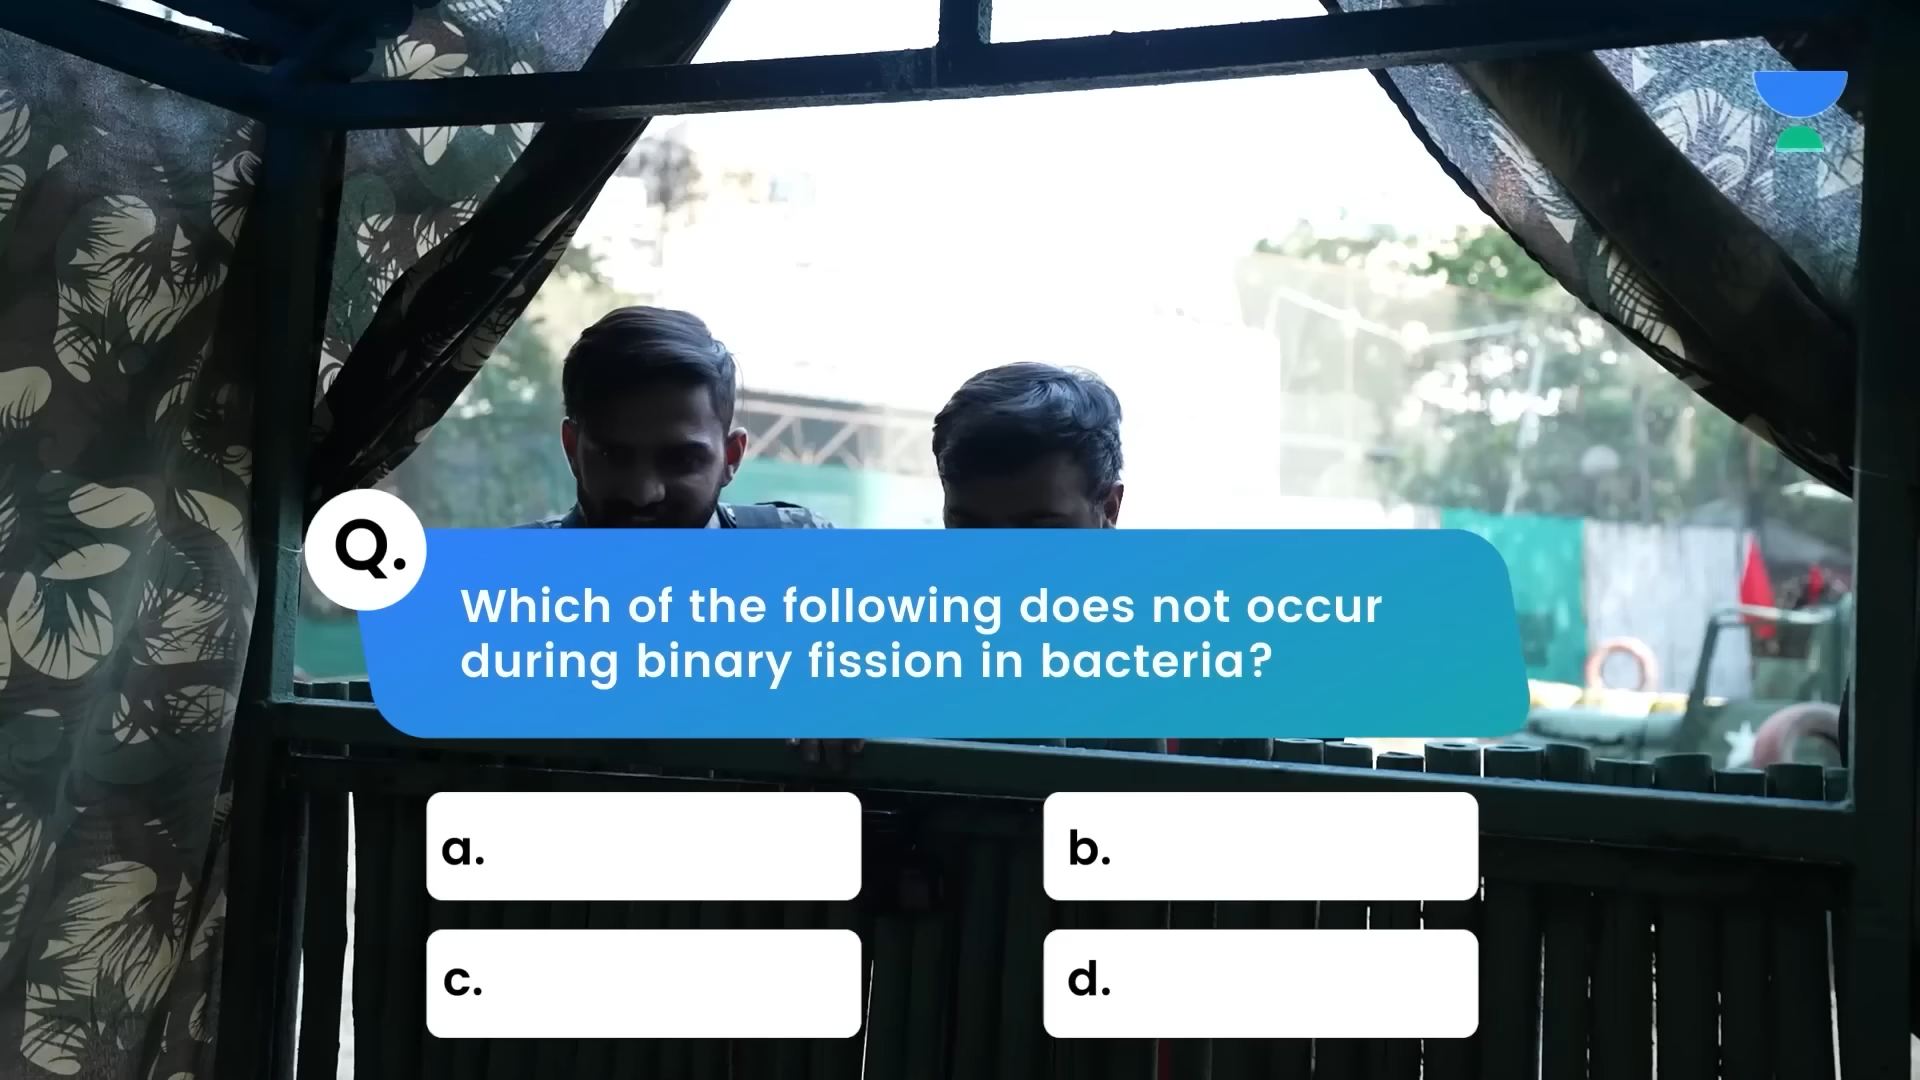 Q.
Which of the following does not occur
during binary fission in bacteria?
a.
b.
c.
d.